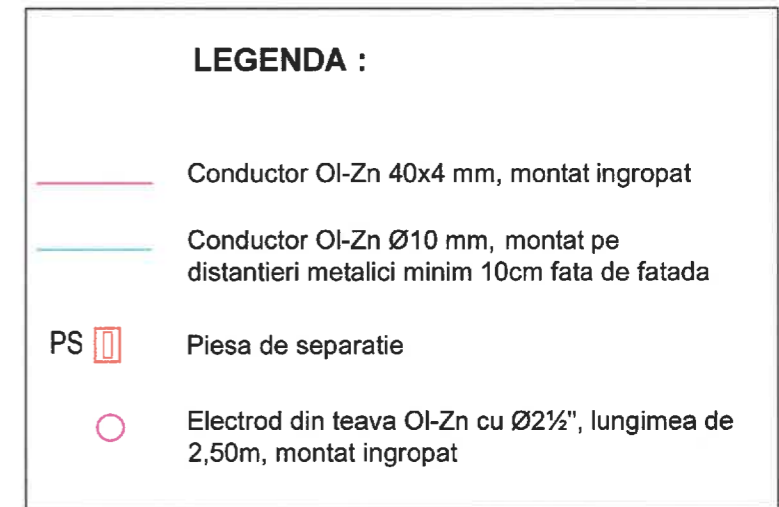 LEGENDA :
Conductor Ol-Zn 40x4 mm, montat ingropat
Conductor Ol-Zn Ø10 mm, montat pe
distantieri metalici minim 10cm fata de fatada
PS Piesa de separatie
Electrod din teava Ol-Zn cu Ø2½", lungimea de
2,50m, montat ingropat